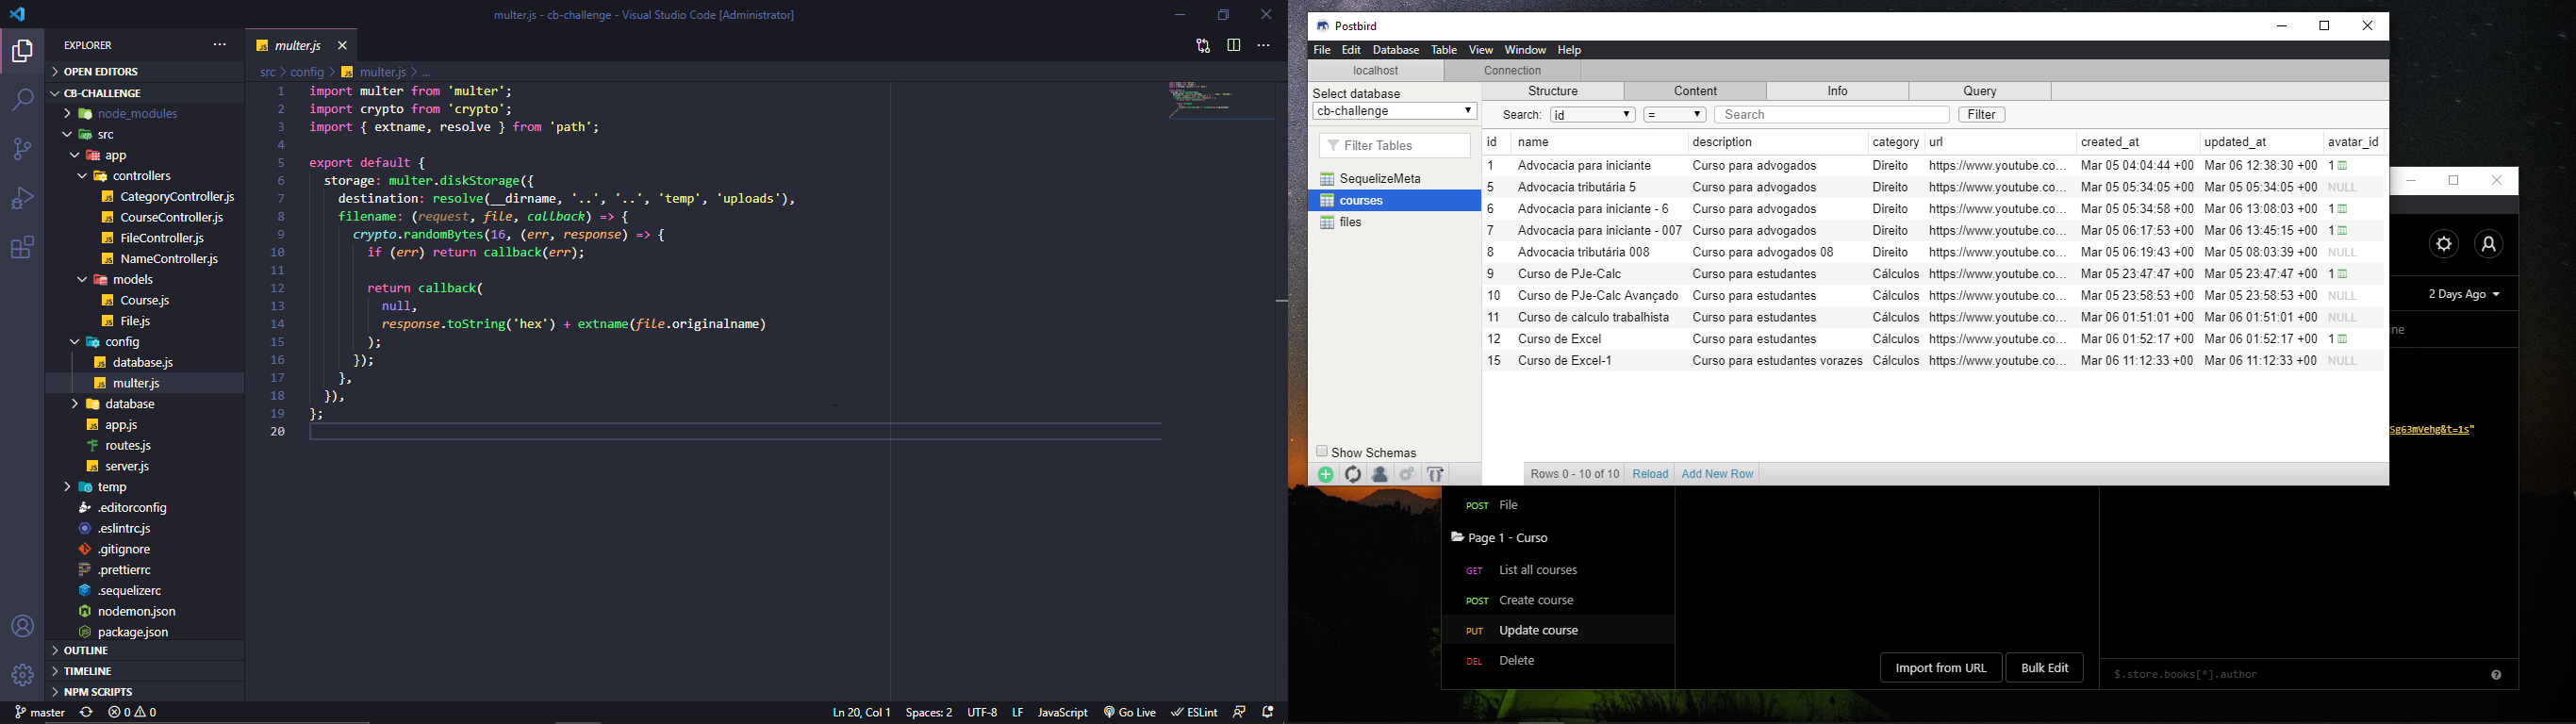 multer.js - cb-challenge - Visual Studio Code [Administrator]
EXPLORER
OPEN EDITORS
CB-CHALLENGE
node_modules
src
app
controllers
CategoryController.js
CourseController.js
FileController.js
NameController.js
models
Course.js
File.js
config
database.js
multer.js
database
app.js
routes.js
server.js
temp
.editorconfig
.eslintrc.js
.gitignore
.prettierrc
.sequelizerc
nodemon.json
package.json
OUTLINE
TIMELINE
NPM SCRIPTS
multer.js
src > config > multer.js > ...
1 import multer from 'multer';
2 import crypto from 'crypto';
3 import { extname, resolve } from 'path';
4
5 export default {
6 storage: multer.diskStorage({
7 destination: resolve(__dirname, '..', '..', 'temp', 'uploads'),
8 filename: (request, file, callback) => {
9 crypto.randomBytes(16, (err, response) => {
10 if (err) return callback(err);
11
12 return callback(
13 null,
14 response.toString('hex') + extname(file.originalname)
15 );
16 });
17 },
18 }),
19 };
20
master 0 0 Ln 20, Col 1 Spaces: 2 UTF-8 LF JavaScript Go Live ESLint
Postbird
File Edit Database Table View Window Help
localhost Connection
Select database
cb-challenge
Filter Tables
SequelizeMeta
courses
files
Show Schemas
Structure Content Info Query
Search: id = Search Filter
id name description category url created_at updated_at avatar_id
1 Advocacia para iniciante Curso para advogados Direito https://www.youtube.co... Mar 05 04:04:44 +00 Mar 06 12:38:30 +00 1
5 Advocacia tributária 5 Curso para advogados Direito https://www.youtube.co... Mar 05 05:34:05 +00 Mar 05 05:34:05 +00 NULL
6 Advocacia para iniciante - 6 Curso para advogados Direito https://www.youtube.co... Mar 05 05:34:58 +00 Mar 06 13:08:03 +00 1
7 Advocacia para iniciante - 007 Curso para advogados Direito https://www.youtube.co... Mar 05 06:17:53 +00 Mar 06 13:45:15 +00 1
8 Advocacia tributária 008 Curso para advogados 08 Direito https://www.youtube.co... Mar 05 06:19:43 +00 Mar 05 08:03:39 +00 NULL
9 Curso de PJe-Calc Curso para estudantes Cálculos https://www.youtube.co... Mar 05 23:47:47 +00 Mar 05 23:47:47 +00 1
10 Curso de PJe-Calc Avançado Curso para estudantes Cálculos https://www.youtube.co... Mar 05 23:58:53 +00 Mar 05 23:58:53 +00 NULL
11 Curso de calculo trabalhista Curso para estudantes Cálculos https://www.youtube.co... Mar 06 01:51:01 +00 Mar 06 01:51:01 +00 NULL
12 Curso de Excel Curso para estudantes Cálculos https://www.youtube.co... Mar 06 01:52:17 +00 Mar 06 01:52:17 +00 1
15 Curso de Excel-1 Curso para estudantes vorazes Cálculos https://www.youtube.co... Mar 06 11:12:33 +00 Mar 06 11:12:33 +00 NULL
Rows 0 - 10 of 10 Reload Add New Row
2 Days Ago
ne
Sg63mVehg&t=1s"
POST File
Page 1 - Curso
GET List all courses
POST Create course
PUT Update course
DEL Delete
Import from URL Bulk Edit
$.store.books[*].author